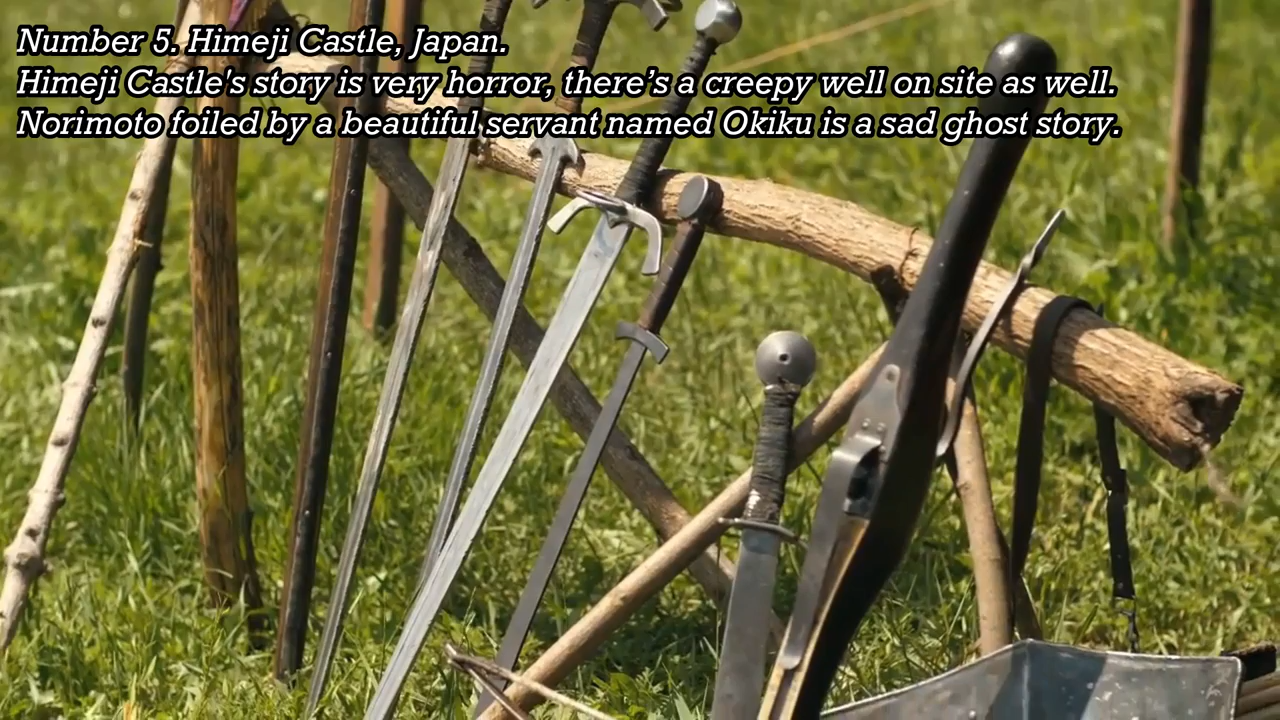 Number 5. Himeji Castle, Japan.
Himeji Castle's story is very horror, there’s a creepy well on site as well.
Norimoto foiled by a beautiful servant named Okiku is a sad ghost story.